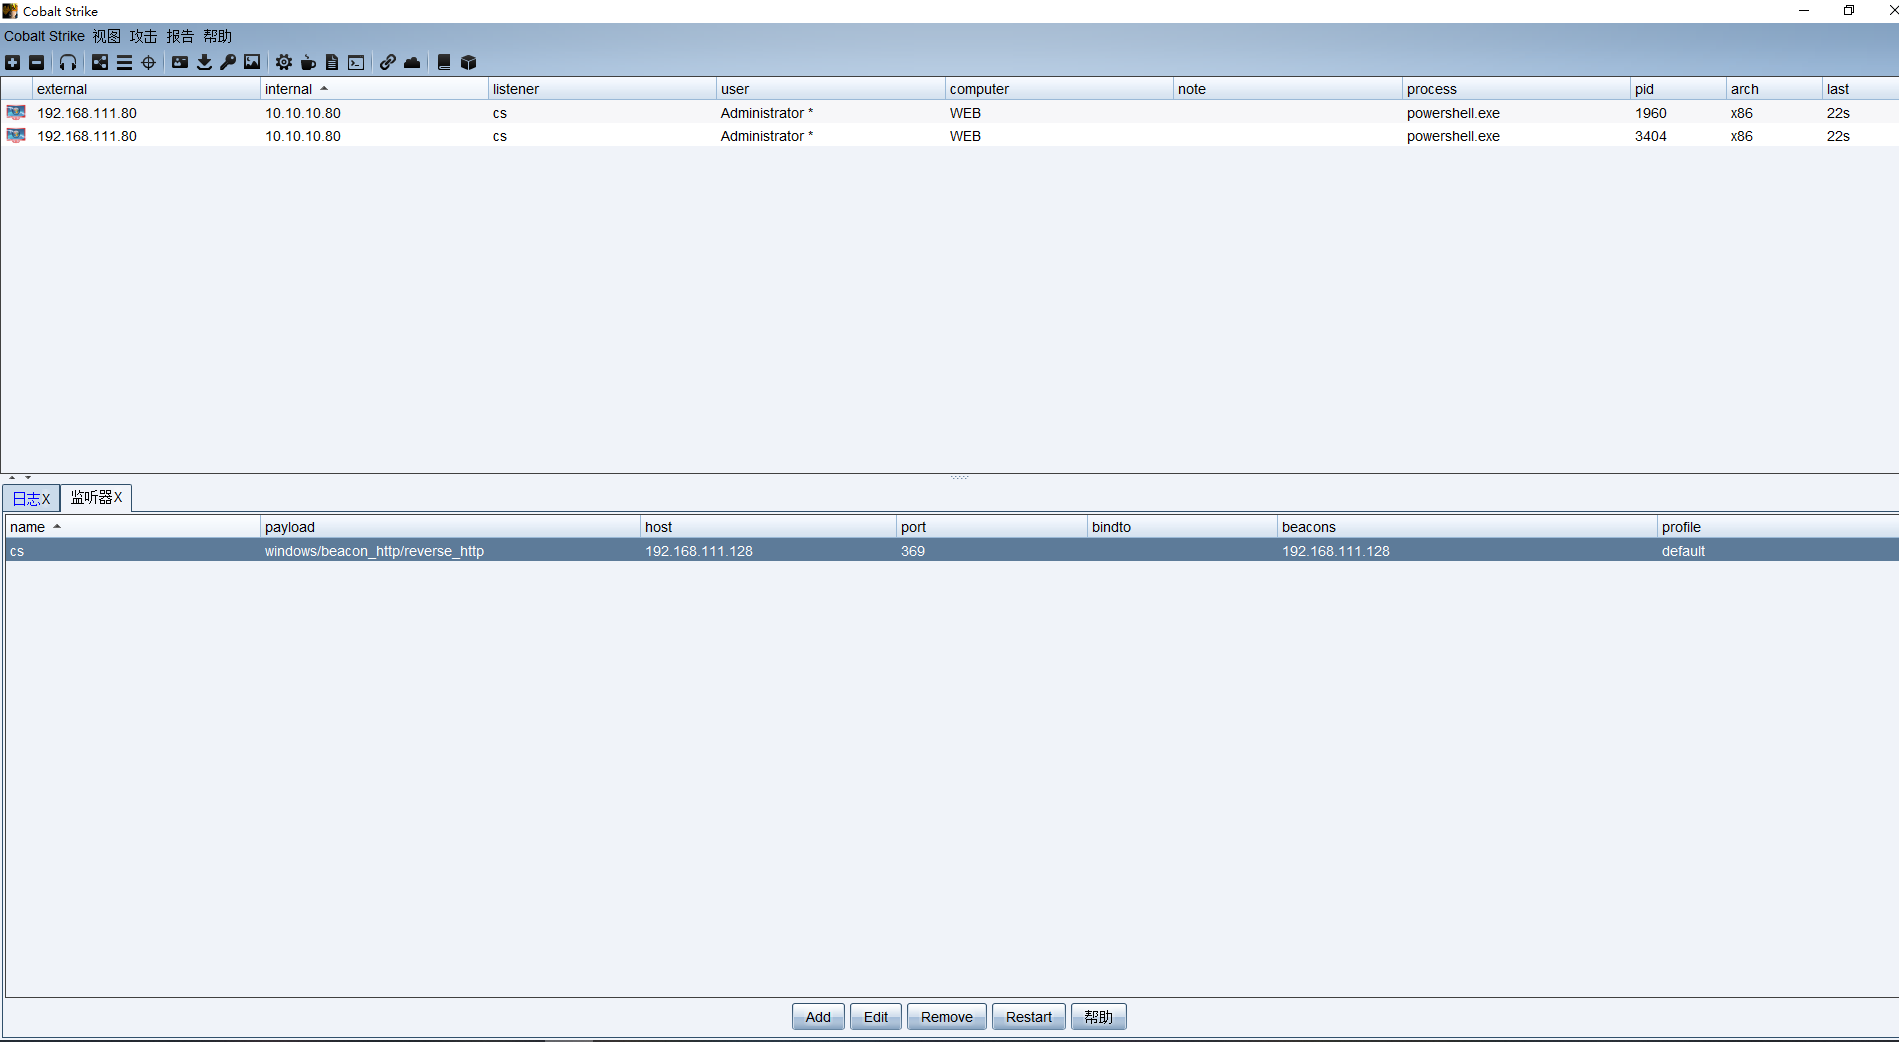 Cobalt Strike
Cobalt Strike 视图 攻击 报告 帮助
external internal listener user computer note process pid arch last
192.168.111.80 10.10.10.80 cs Administrator * WEB powershell.exe 1960 x86 22s
192.168.111.80 10.10.10.80 cs Administrator * WEB powershell.exe 3404 x86 22s
日志X 监听器X
name payload host port bindto beacons profile
cs windows/beacon_http/reverse_http 192.168.111.128 369 192.168.111.128 default
Add Edit Remove Restart 帮助